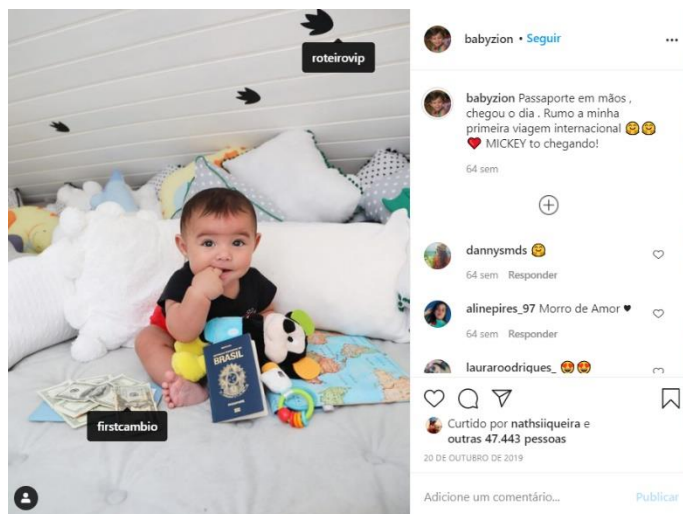 roteirovip
BRASIL
firstcambio
babyzion • Seguir
babyzion Passaporte em mãos ,
chegou o dia . Rumo a minha
primeira viagem internacional 🤗🤗
❤️ MICKEY to chegando!
64 sem
dannysmds 🤗
64 sem Responder
alinepires_97 Morro de Amor ♥
64 sem Responder
lauraroodriques_ 😍😍
Curtido por nathsiiqueira e
outras 47.443 pessoas
20 DE OUTUBRO DE 2019
Adicione um comentário...
Publicar